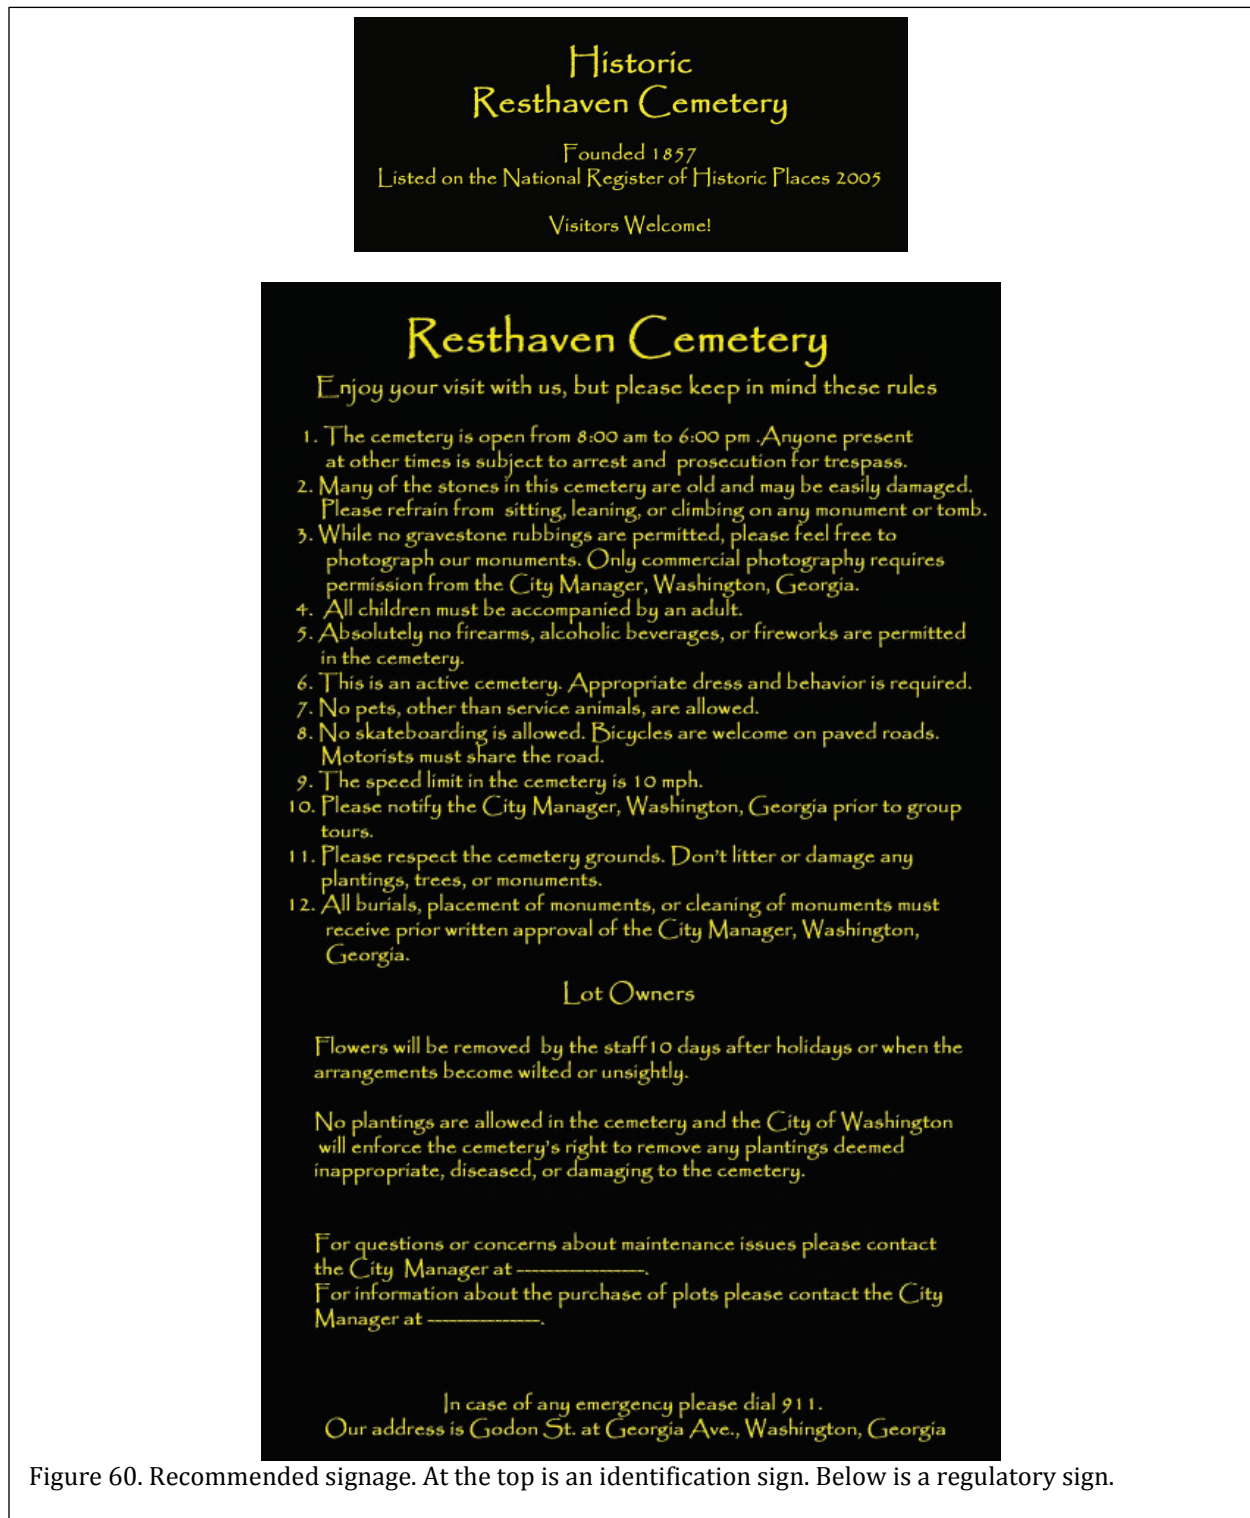 Historic
Resthaven Cemetery
Founded 1857
Listed on the National Register of Historic Places 2005
Visitors Welcome!
Resthaven Cemetery
Enjoy your visit with us, but please keep in mind these rules
1. The cemetery is open from 8:00 am to 6:00 pm .Anyone present
at other times is subject to arrest and prosecution for trespass.
2. Many of the stones in this cemetery are old and may be easily damaged.
Please refrain from sitting, leaning, or climbing on any monument or tomb.
3. While no gravestone rubbings are permitted, please feel free to
photograph our monuments. Only commercial photography requires
permission from the City Manager, Washington, Georgia.
4. All children must be accompanied by an adult.
5. Absolutely no firearms, alcoholic beverages, or fireworks are permitted
in the cemetery.
6. This is an active cemetery. Appropriate dress and behavior is required.
7. No pets, other than service animals, are allowed.
8. No skateboarding is allowed. Bicycles are welcome on paved roads.
Motorists must share the road.
9. The speed limit in the cemetery is 10 mph.
10. Please notify the City Manager, Washington, Georgia prior to group
tours.
11. Please respect the cemetery grounds. Don't litter or damage any
plantings, trees, or monuments.
12. All burials, placement of monuments, or cleaning of monuments must
receive prior written approval of the City Manager, Washington,
Georgia.
Lot Owners
Flowers will be removed by the staff10 days after holidays or when the
arrangements become wilted or unsightly.
No plantings are allowed in the cemetery and the City of Washington
will enforce the cemetery's right to remove any plantings deemed
inappropriate, diseased, or damaging to the cemetery.
For questions or concerns about maintenance issues please contact
the City Manager at -----------------.
For information about the purchase of plots please contact the City
Manager at ---------------.
In case of any emergency please dial 911.
Our address is Godon St. at Georgia Ave., Washington, Georgia
Figure 60. Recommended signage. At the top is an identification sign. Below is a regulatory sign.